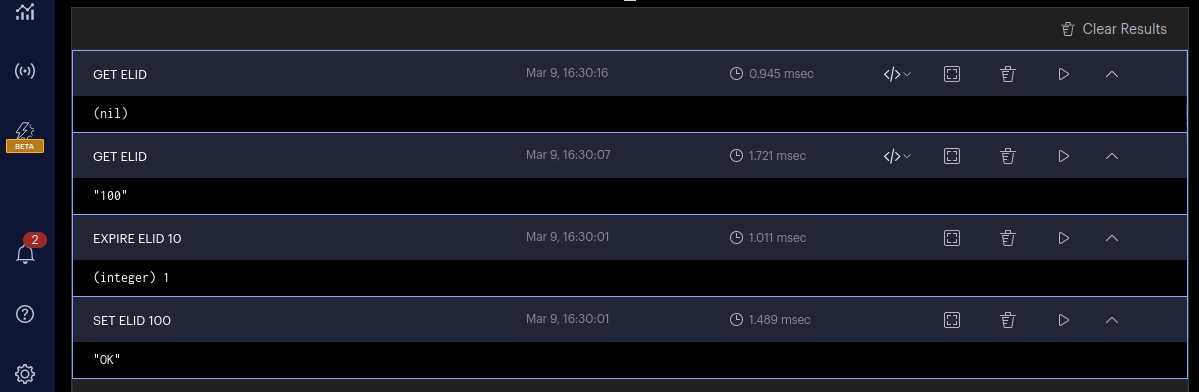 Clear Results
GET ELID Mar 9, 16:30:16 0.945 msec </>
(nil)
BETA
GET ELID Mar 9, 16:30:07 1.721 msec </>
"100"
2
EXPIRE ELID 10 Mar 9, 16:30:01 1.011 msec
(integer) 1
SET ELID 100 Mar 9, 16:30:01 1.489 msec
"OK"